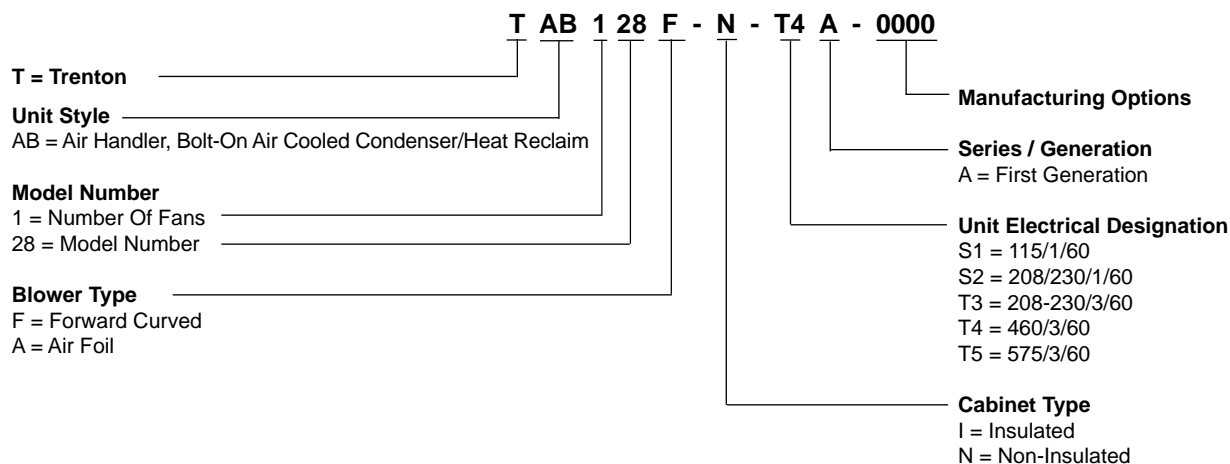 T AB 1 28 F - N - T4 A - 0000
T = Trenton
Unit Style
AB = Air Handler, Bolt-On Air Cooled Condenser/Heat Reclaim
Model Number
1 = Number Of Fans
28 = Model Number
Blower Type
F = Forward Curved
A = Air Foil
Manufacturing Options
Series / Generation
A = First Generation
Unit Electrical Designation
S1 = 115/1/60
S2 = 208/230/1/60
T3 = 208-230/3/60
T4 = 460/3/60
T5 = 575/3/60
Cabinet Type
I = Insulated
N = Non-Insulated